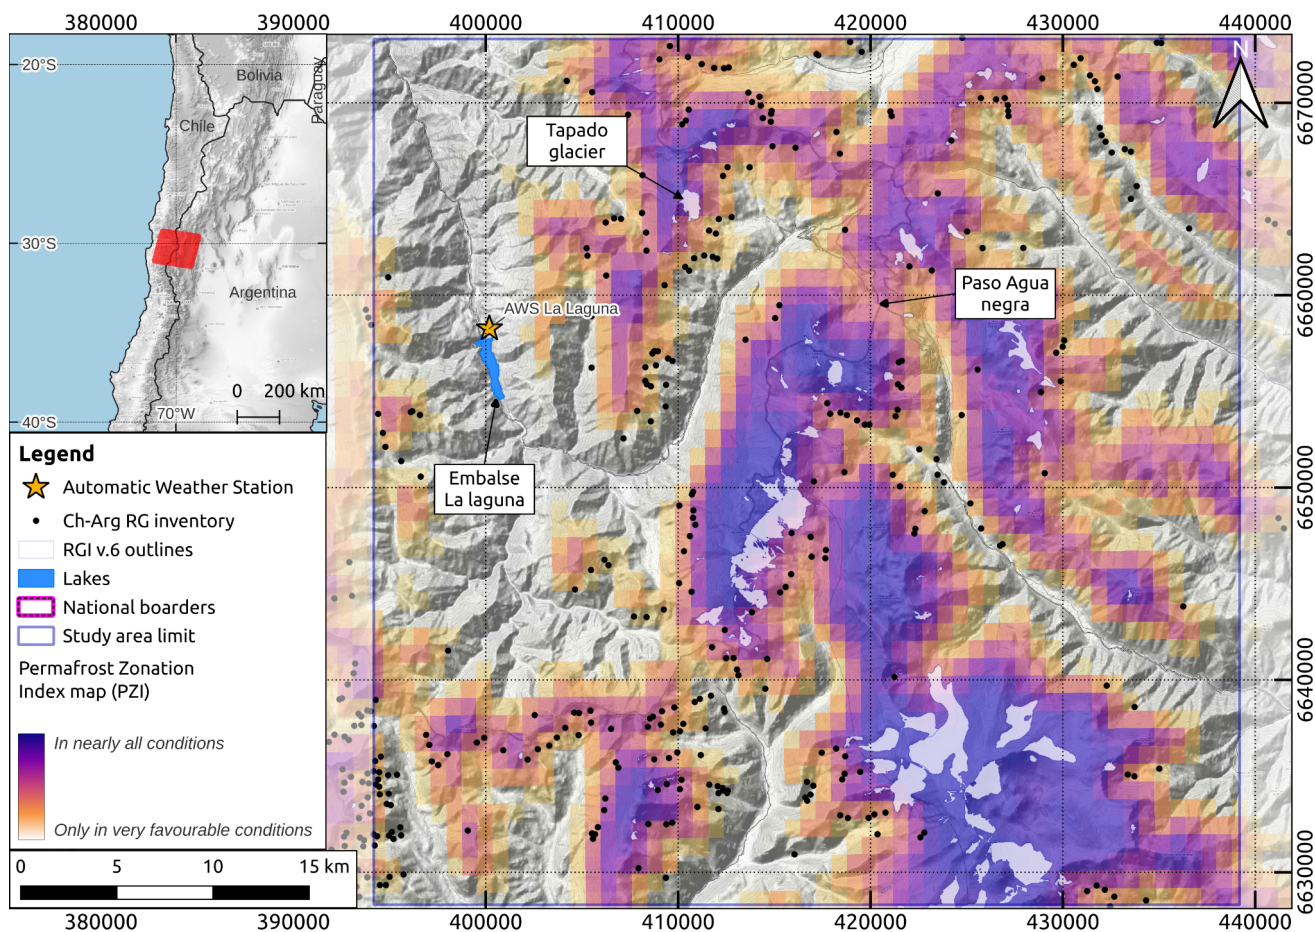 380000
390000
400000
410000
420000
430000
440000
20°S
30°S
40°S
Bolivia
Paraguay
Chile
Argentina
0
200 km
70°W
N
Tapado
glacier
AWS La Laguna
Paso Agua
negra
Embalse
La laguna
6670000
6660000
6650000
6640000
6630000
Legend
Automatic Weather Station
Ch-Arg RG inventory
RGI v.6 outlines
Lakes
National boarders
Study area limit
Permafrost Zonation
Index map (PZI)
In nearly all conditions
Only in very favourable conditions
0
5
10
15 km
380000
390000
400000
410000
420000
430000
440000